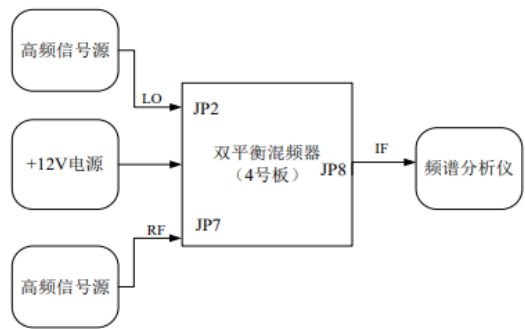 高频信号源
LO
JP2
+12V电源
双平衡混频器
（4号板）
JP8
IF
频谱分析仪
RF
JP7
高频信号源